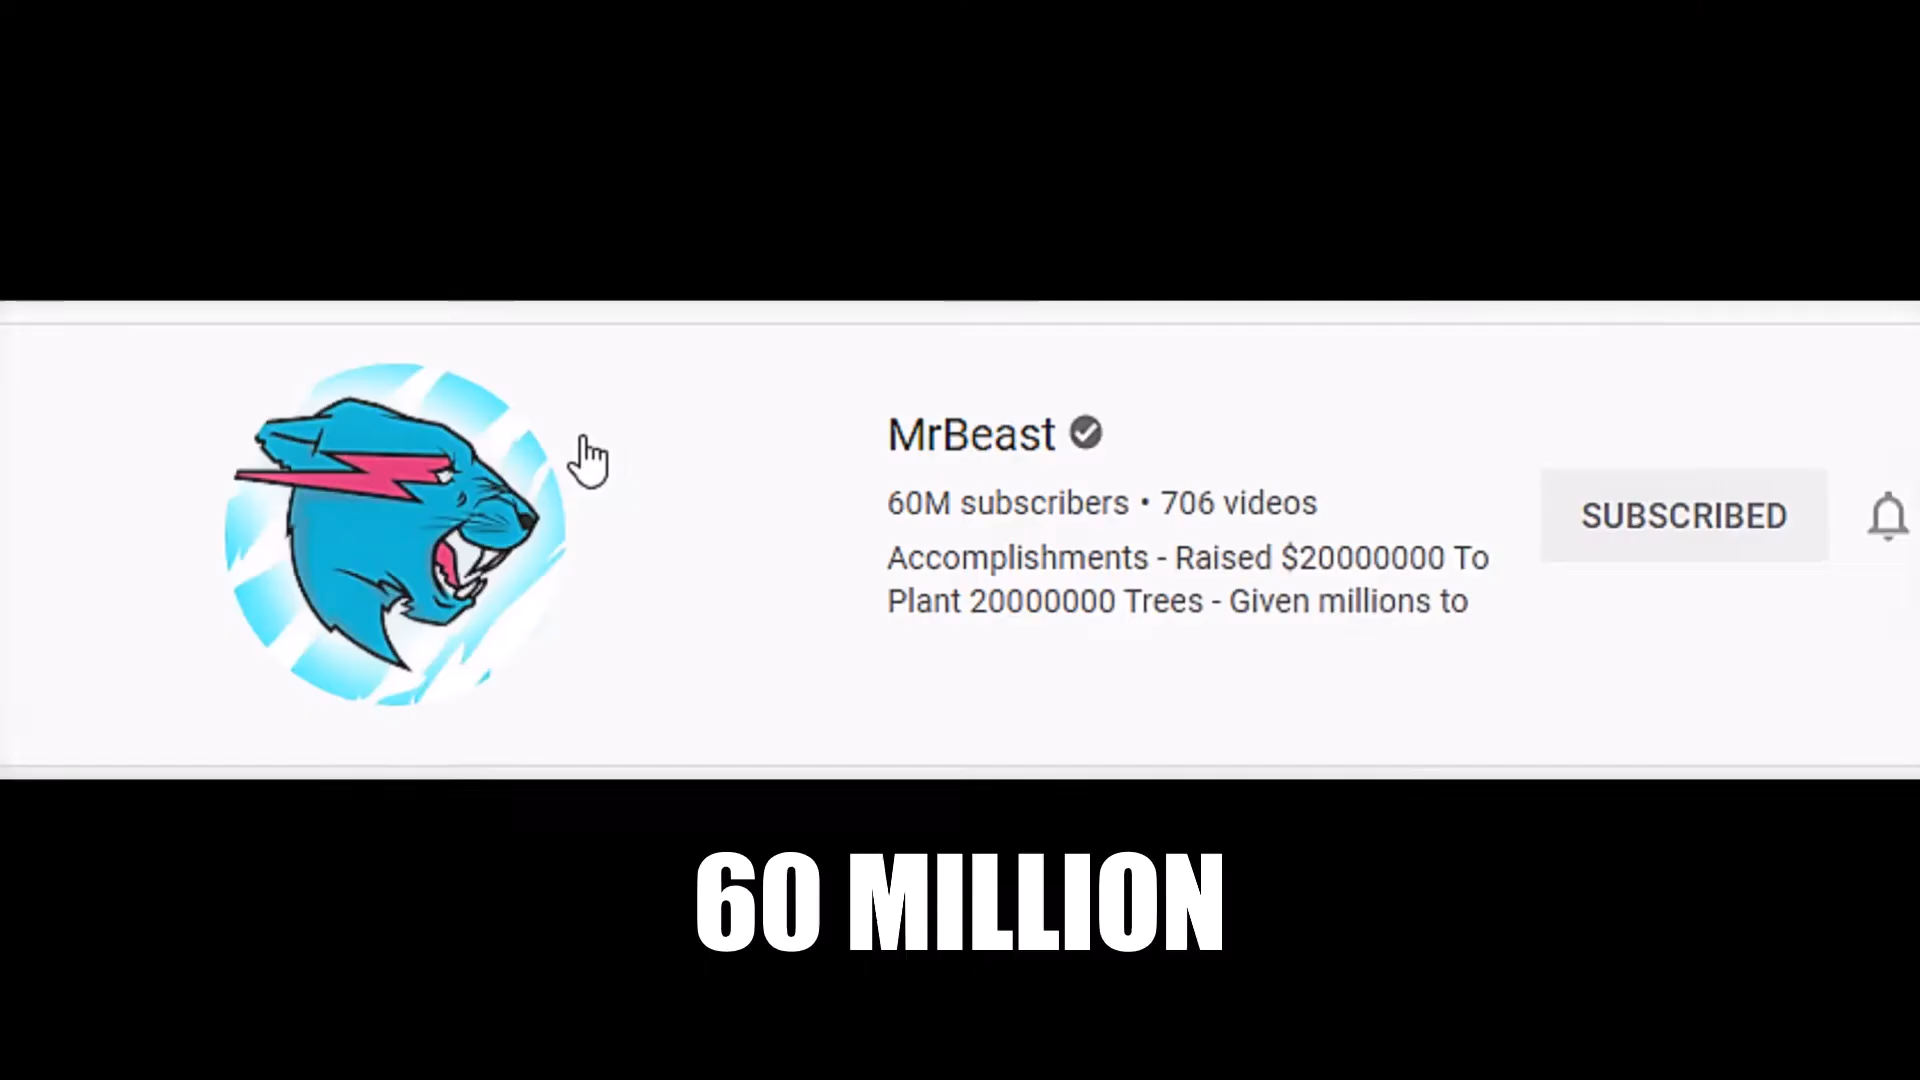 MrBeast
60M subscribers • 706 videos
Accomplishments - Raised $20000000 To
Plant 20000000 Trees - Given millions to
SUBSCRIBED
60 MILLION